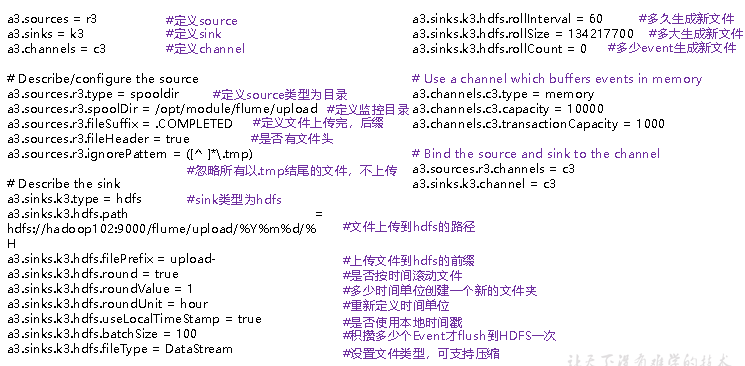 a3.sources = r3 #定义source
a3.sinks = k3 #定义sink
a3.channels = c3 #定义channel
# Describe/configure the source
a3.sources.r3.type = spooldir #定义source类型为目录
a3.sources.r3.spoolDir = /opt/module/flume/upload #定义监控目录
a3.sources.r3.fileSuffix = .COMPLETED #定义文件上传完，后缀
a3.sources.r3.fileHeader = true #是否有文件头
a3.sources.r3.ignorePattern = ([^ ]*\.tmp)
#忽略所有以.tmp结尾的文件，不上传
# Describe the sink
a3.sinks.k3.type = hdfs #sink类型为hdfs
a3.sinks.k3.hdfs.path =
hdfs://hadoop102:9000/flume/upload/%Y%m%d/% #文件上传到hdfs的路径
H
a3.sinks.k3.hdfs.filePrefix = upload- #上传文件到hdfs的前缀
a3.sinks.k3.hdfs.round = true #是否按时间滚动文件
a3.sinks.k3.hdfs.roundValue = 1 #多少时间单位创建一个新的文件夹
a3.sinks.k3.hdfs.roundUnit = hour #重新定义时间单位
a3.sinks.k3.hdfs.useLocalTimeStamp = true #是否使用本地时间戳
a3.sinks.k3.hdfs.batchSize = 100 #积攒多少个Event才flush到HDFS一次
a3.sinks.k3.hdfs.fileType = DataStream #设置文件类型，可支持压缩
a3.sinks.k3.hdfs.rollInterval = 60 #多久生成新文件
a3.sinks.k3.hdfs.rollSize = 134217700 #多大生成新文件
a3.sinks.k3.hdfs.rollCount = 0 #多少event生成新文件
# Use a channel which buffers events in memory
a3.channels.c3.type = memory
a3.channels.c3.capacity = 10000
a3.channels.c3.transactionCapacity = 1000
# Bind the source and sink to the channel
a3.sources.r3.channels = c3
a3.sinks.k3.channel = c3
让天下没有难学的技术